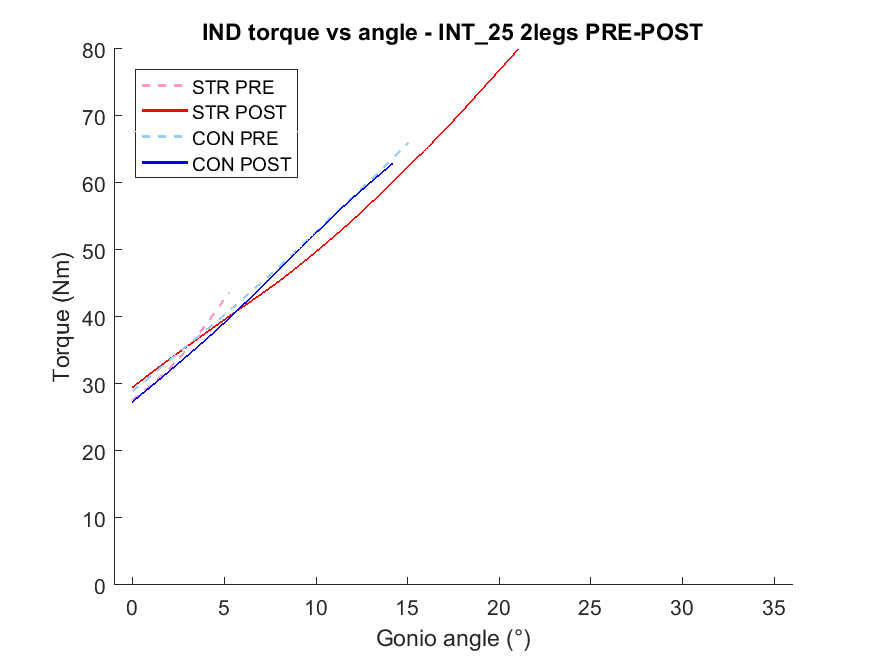 IND torque vs angle - INT_25 2legs PRE-POST
STR PRE
STR POST
CON PRE
CON POST
80
70
60
50
40
30
20
10
0
Torque (Nm)
0 5 10 15 20 25 30 35
Gonio angle (°)